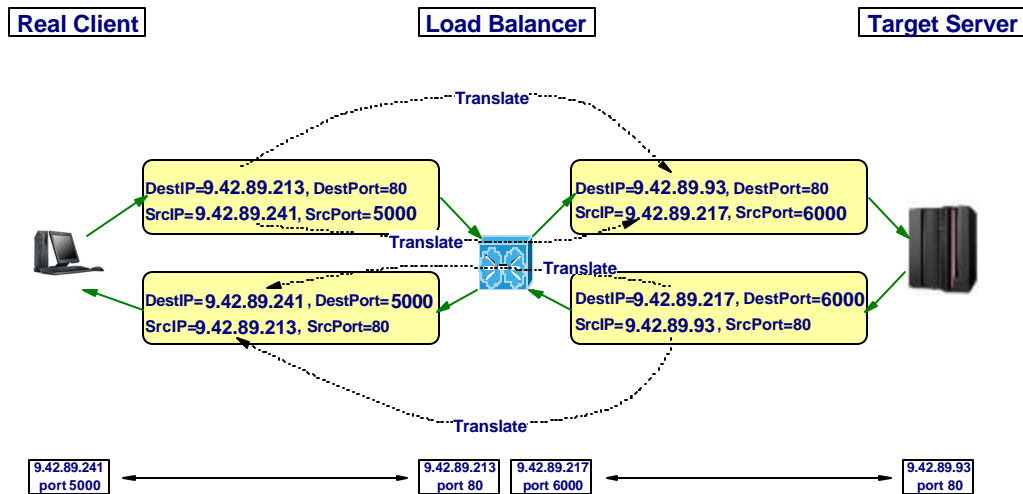 Real Client
Load Balancer
Target Server
Translate
DestIP=9.42.89.213, DestPort=80
SrcIP=9.42.89.241, SrcPort=5000
DestIP=9.42.89.93, DestPort=80
SrcIP=9.42.89.217, SrcPort=6000
Translate
Translate
DestIP=9.42.89.241 , DestPort=5000
SrcIP=9.42.89.213, SrcPort=80
DestIP=9.42.89.217, DestPort=6000
SrcIP=9.42.89.93, SrcPort=80
Translate
9.42.89.241
port 5000
9.42.89.213
port 80
9.42.89.217
port 6000
9.42.89.93
port 80